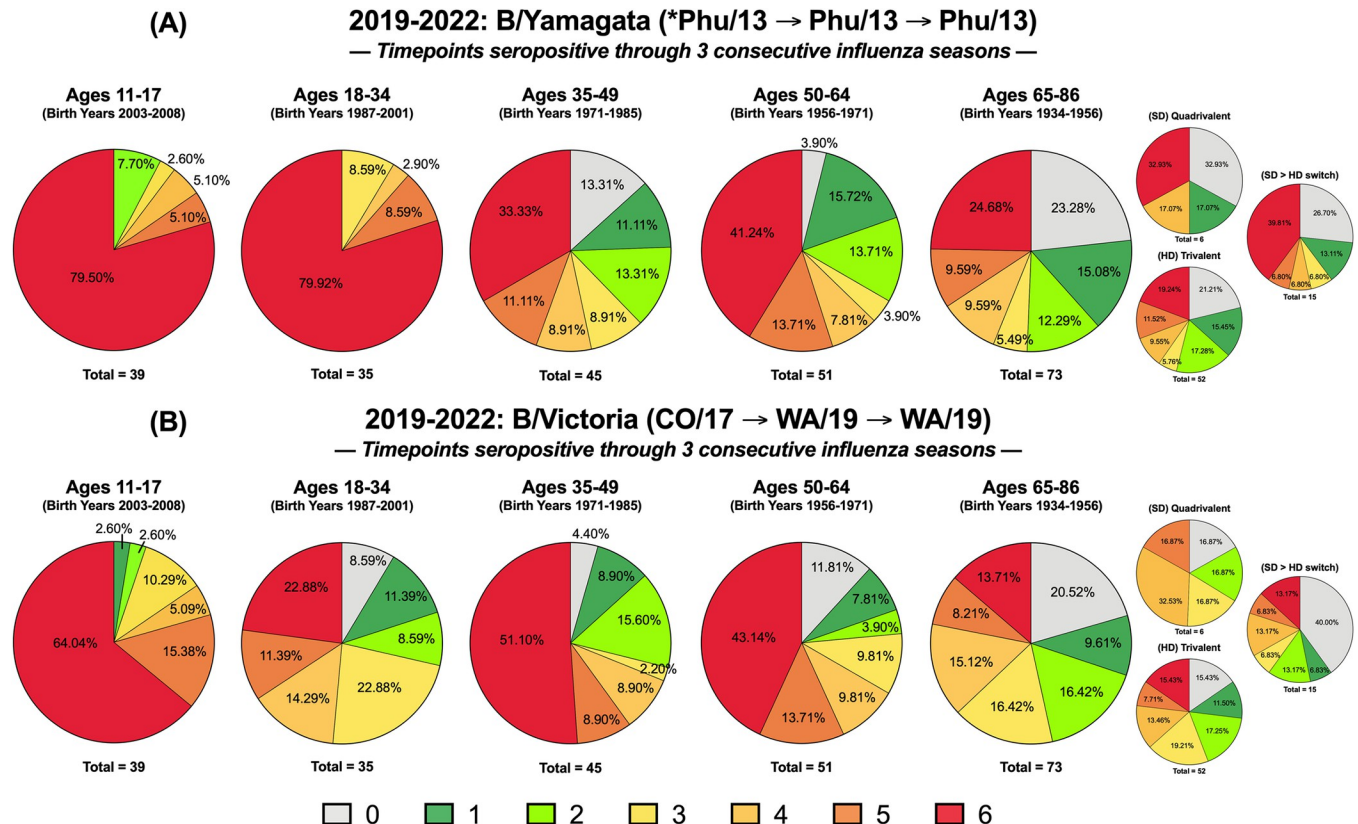 (A)
2019-2022: B/Yamagata (*Phu/13 → Phu/13 → Phu/13)
— Timepoints seropositive through 3 consecutive influenza seasons —
Ages 11-17
(Birth Years 2003-2008)
7.70%
2.60%
5.10%
5.10%
79.50%
Total = 39
Ages 18-34
(Birth Years 1987-2001)
8.59%
2.90%
8.59%
79.92%
Total = 35
Ages 35-49
(Birth Years 1971-1985)
13.31%
11.11%
13.31%
8.91%
8.91%
11.11%
33.33%
Total = 45
Ages 50-64
(Birth Years 1956-1971)
3.90%
15.72%
13.71%
3.90%
7.81%
13.71%
41.24%
Total = 51
Ages 65-86
(Birth Years 1934-1956)
23.28%
15.08%
12.29%
5.49%
9.59%
9.59%
24.68%
Total = 73
(SD) Quadrivalent
32.93%
17.07%
17.07%
32.93%
Total = 6
(HD) Trivalent
21.21%
15.45%
17.28%
5.76%
9.55%
11.52%
19.24%
Total = 52
(SD > HD switch)
26.70%
13.11%
6.80%
6.80%
6.80%
39.81%
Total = 15
(B)
2019-2022: B/Victoria (CO/17 → WA/19 → WA/19)
— Timepoints seropositive through 3 consecutive influenza seasons —
Ages 11-17
(Birth Years 2003-2008)
2.60%
2.60%
10.29%
5.09%
15.38%
64.04%
Total = 39
Ages 18-34
(Birth Years 1987-2001)
8.59%
11.39%
8.59%
22.88%
14.29%
11.39%
22.88%
Total = 35
Ages 35-49
(Birth Years 1971-1985)
4.40%
8.90%
15.60%
2.20%
8.90%
8.90%
51.10%
Total = 45
Ages 50-64
(Birth Years 1956-1971)
11.81%
7.81%
3.90%
9.81%
9.81%
13.71%
43.14%
Total = 51
Ages 65-86
(Birth Years 1934-1956)
20.52%
9.61%
16.42%
16.42%
15.12%
8.21%
13.71%
Total = 73
(SD) Quadrivalent
16.87%
16.87%
16.87%
32.53%
16.87%
Total = 6
(HD) Trivalent
15.43%
11.50%
17.25%
19.21%
13.46%
7.71%
15.43%
Total = 52
(SD > HD switch)
40.00%
6.83%
13.17%
6.83%
13.17%
6.83%
13.17%
Total = 15
0 1 2 3 4 5 6